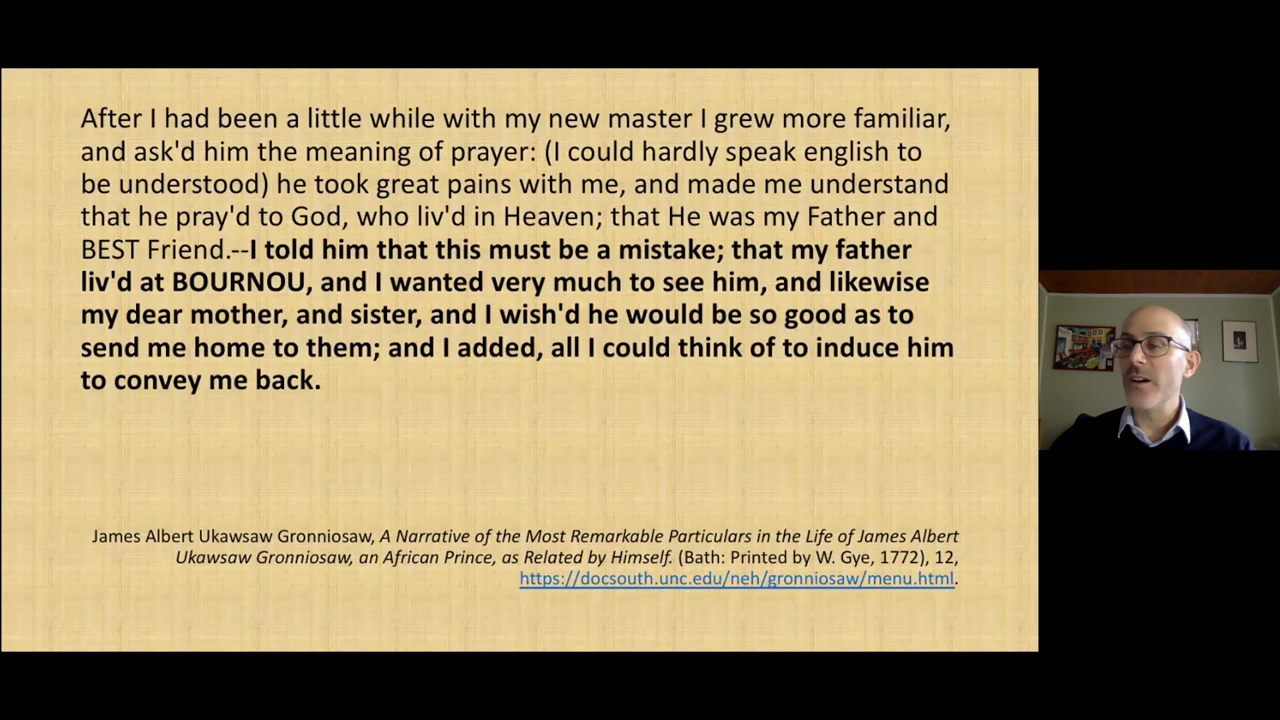 After I had been a little while with my new master I grew more familiar,
and ask'd him the meaning of prayer: (I could hardly speak english to
be understood) he took great pains with me, and made me understand
that he pray'd to God, who liv'd in Heaven; that He was my Father and
BEST Friend.--I told him that this must be a mistake; that my father
liv'd at BOURNOU, and I wanted very much to see him, and likewise
my dear mother, and sister, and I wish'd he would be so good as to
send me home to them; and I added, all I could think of to induce him
to convey me back.
James Albert Ukawsaw Gronniosaw, A Narrative of the Most Remarkable Particulars in the Life of James Albert
Ukawsaw Gronniosaw, an African Prince, as Related by Himself. (Bath: Printed by W. Gye, 1772), 12,
https://docsouth.unc.edu/neh/gronniosaw/menu.html.